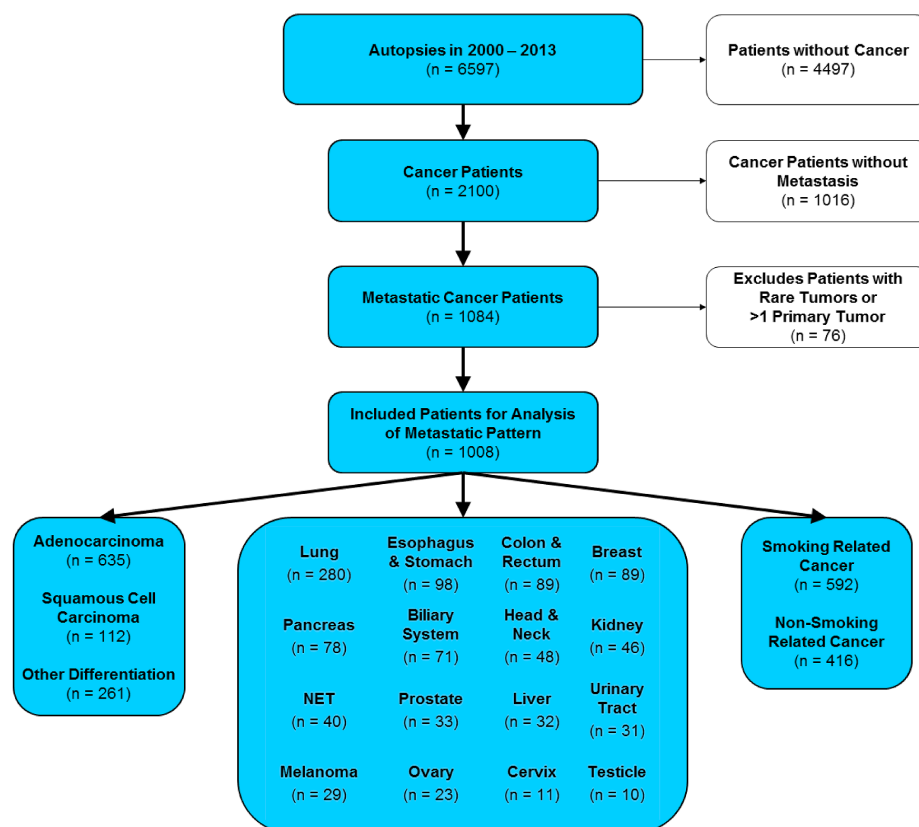 Autopsies in 2000 – 2013
(n = 6597)
Patients without Cancer
(n = 4497)
Cancer Patients
(n = 2100)
Cancer Patients without
Metastasis
(n = 1016)
Metastatic Cancer Patients
(n = 1084)
Excludes Patients with
Rare Tumors or
>1 Primary Tumor
(n = 76)
Included Patients for Analysis
of Metastatic Pattern
(n = 1008)
Adenocarcinoma
(n = 635)
Squamous Cell
Carcinoma
(n = 112)
Other Differentiation
(n = 261)
Lung
(n = 280)
Esophagus
& Stomach
(n = 98)
Colon &
Rectum
(n = 89)
Breast
(n = 89)
Pancreas
(n = 78)
Biliary
System
(n = 71)
Head &
Neck
(n = 48)
Kidney
(n = 46)
NET
(n = 40)
Prostate
(n = 33)
Liver
(n = 32)
Urinary
Tract
(n = 31)
Melanoma
(n = 29)
Ovary
(n = 23)
Cervix
(n = 11)
Testicle
(n = 10)
Smoking Related
Cancer
(n = 592)
Non-Smoking
Related Cancer
(n = 416)